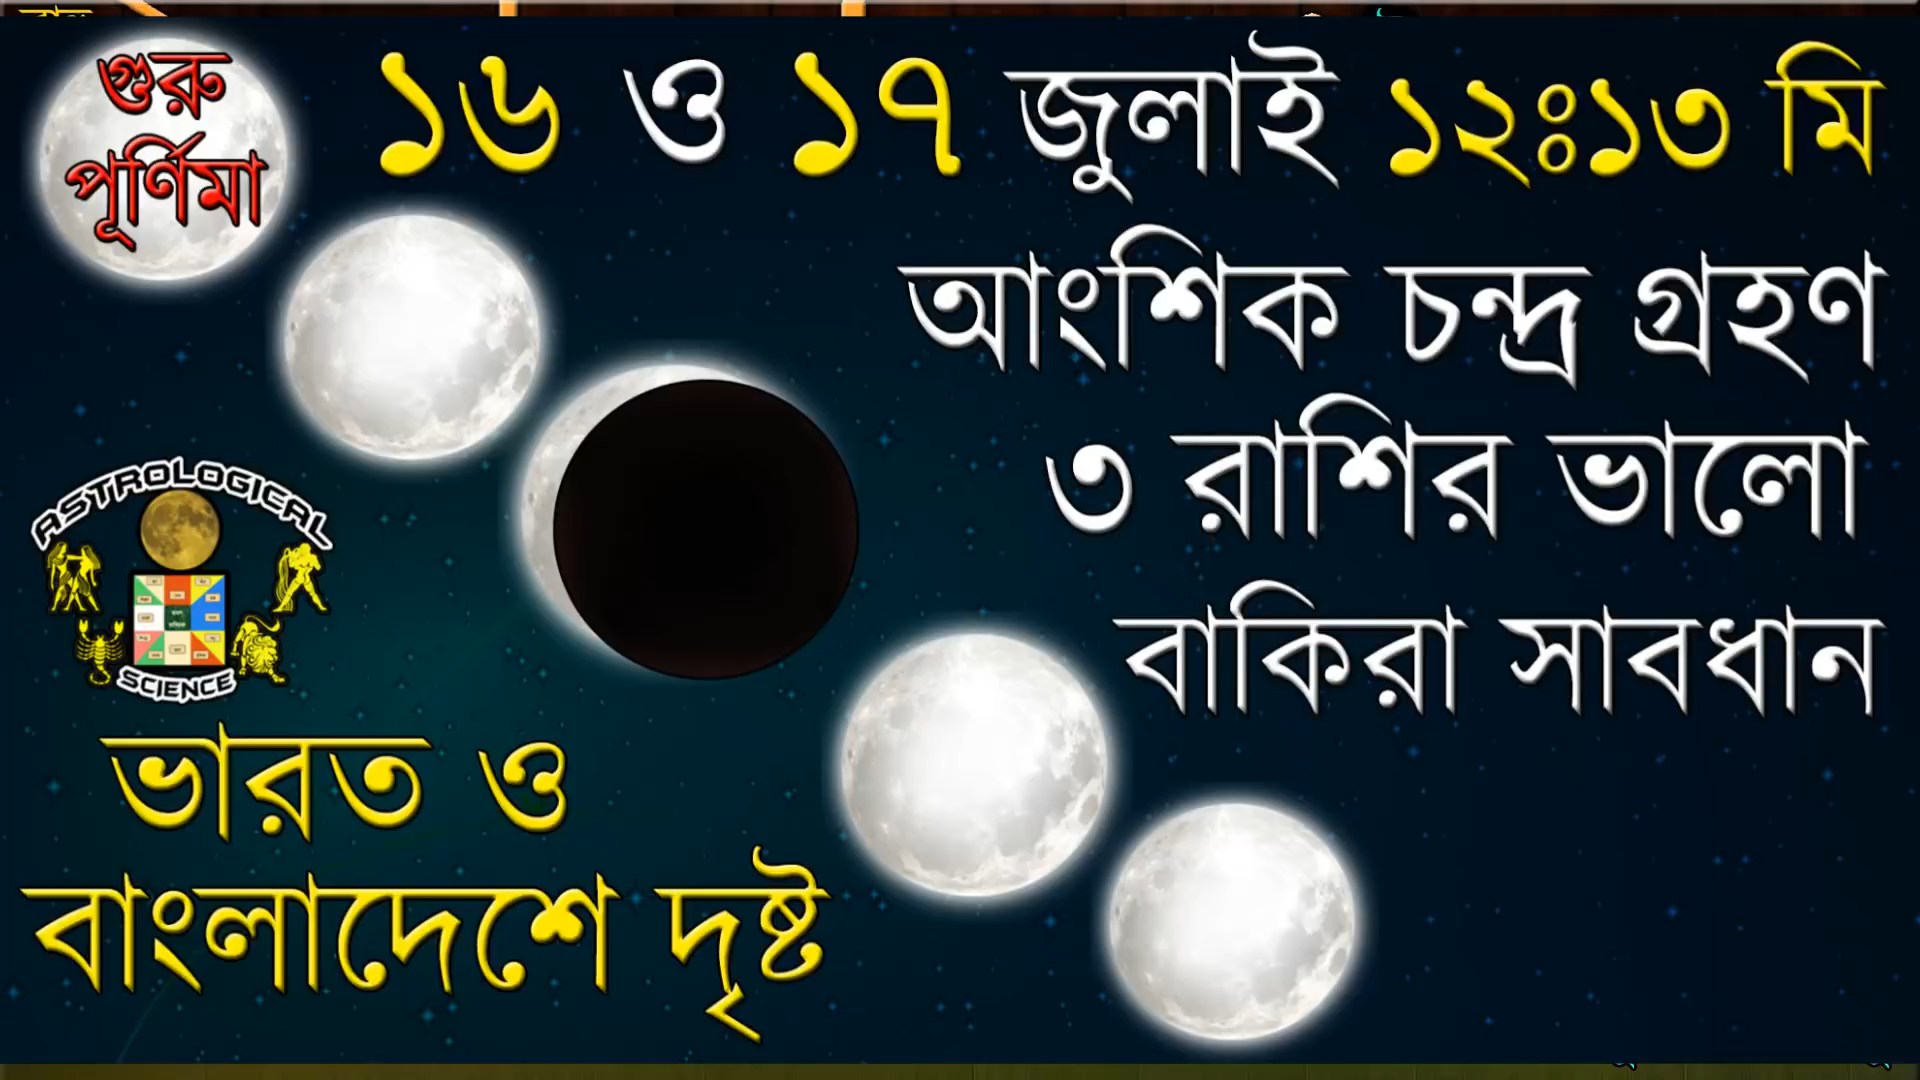 গুরু
পূর্ণিমা
১৬ ও ১৭ জুলাই ১২ঃ১৩ মি
আংশিক চন্দ্র গ্রহণ
৩ রাশির ভালো
বাকিরা সাবধান
ASTROLOGICAL
SCIENCE
ভারত ও
বাংলাদেশে দৃষ্ট